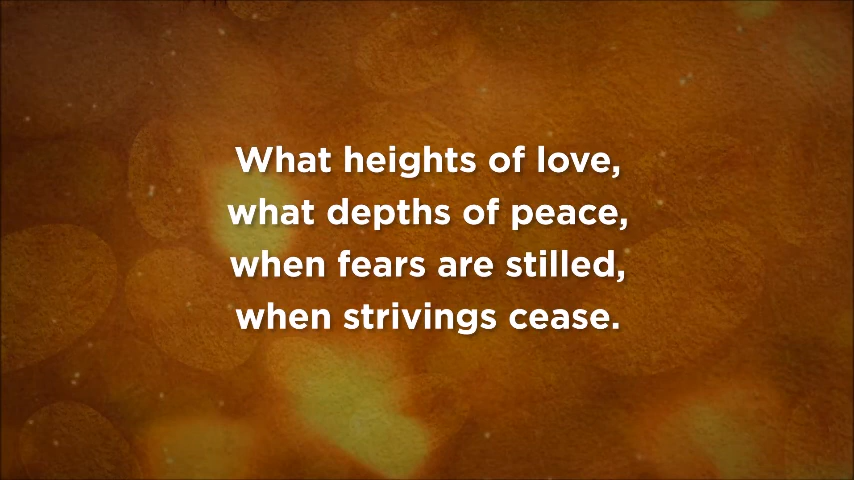 What heights of love,
what depths of peace,
when fears are stilled,
when strivings cease.